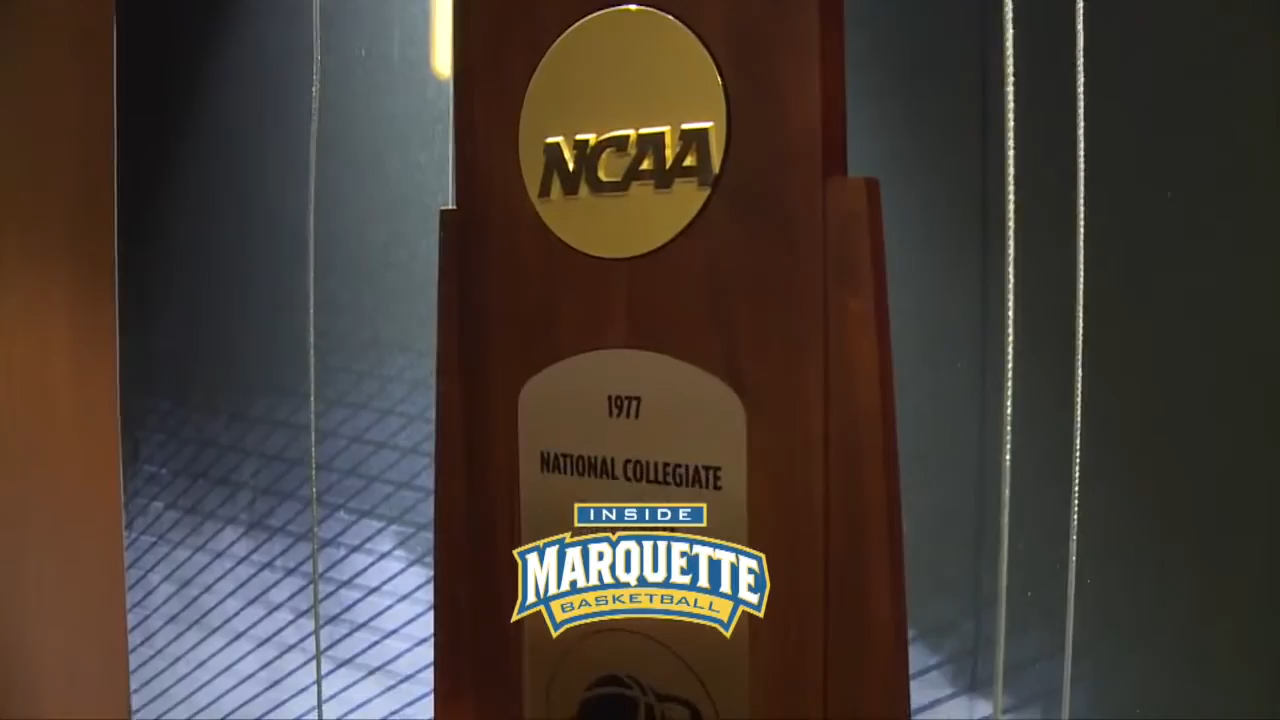 NCAA
1977
NATIONAL COLLEGIATE
INSIDE
MARQUETTE
BASKETBALL